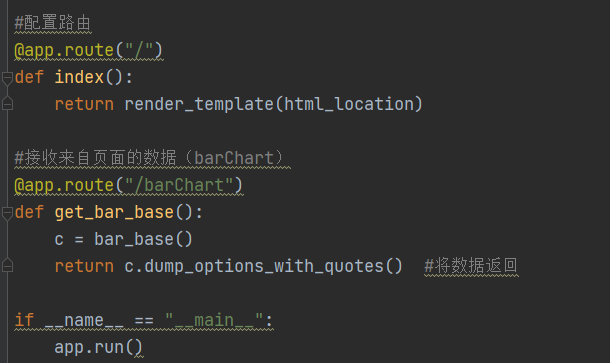 #配置路由
@app.route("/")
def index():
    return render_template(html_location)
#接收来自页面的数据（barChart）
@app.route("/barChart")
def get_bar_base():
    c = bar_base()
    return c.dump_options_with_quotes()  #将数据返回
if __name__ == "__main__":
    app.run()